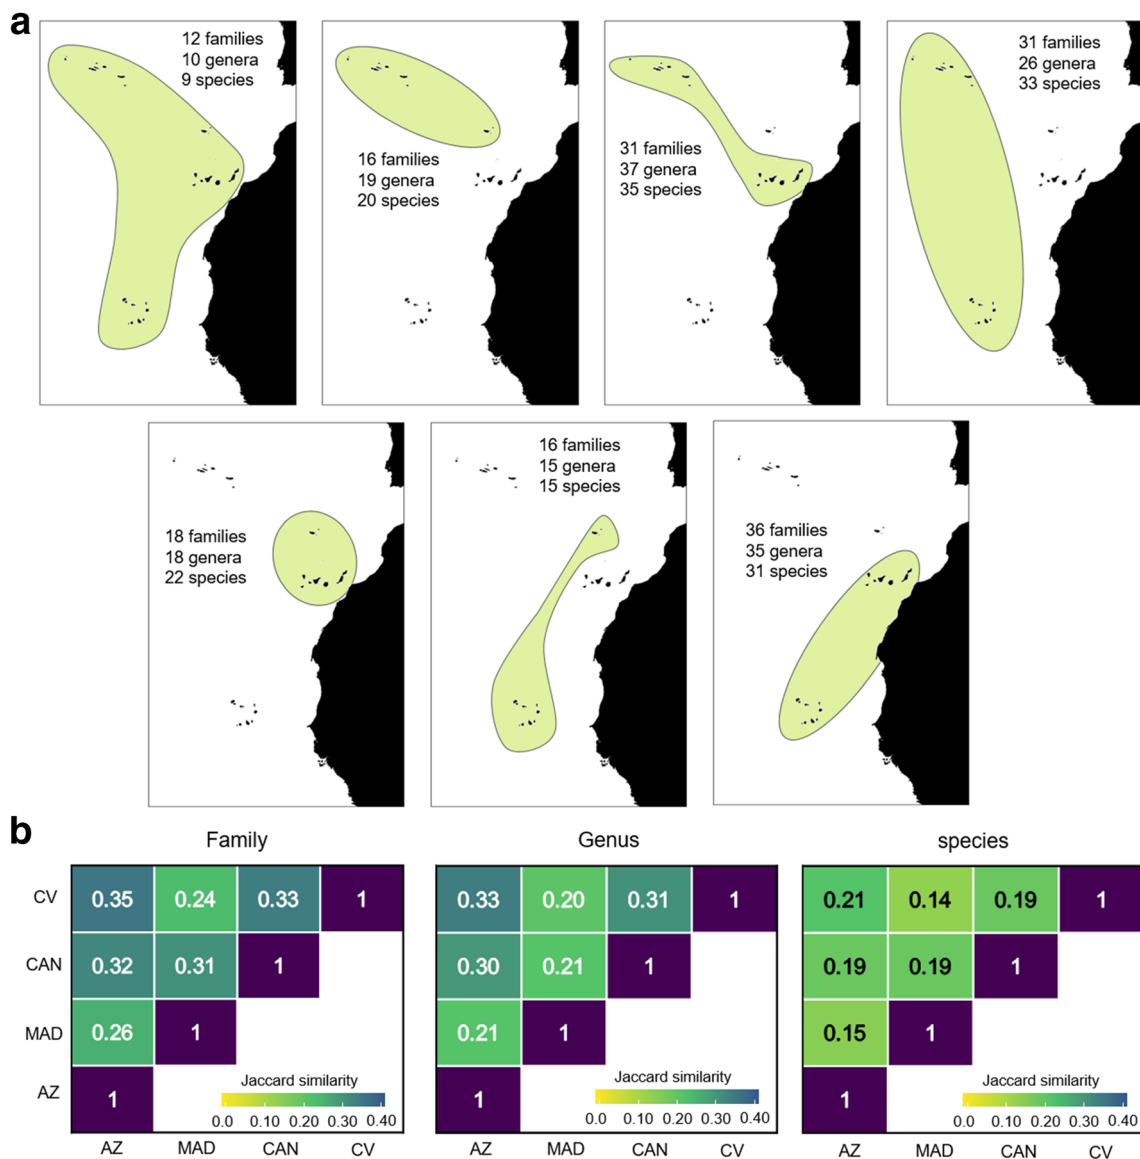 a
12 families
10 genera
9 species
16 families
19 genera
20 species
31 families
37 genera
35 species
31 families
26 genera
33 species
18 families
18 genera
22 species
16 families
15 genera
15 species
36 families
35 genera
31 species
b
Family
CV 0.35 0.24 0.33 1
CAN 0.32 0.31 1
MAD 0.26 1
AZ 1
Jaccard similarity
0.0 0.10 0.20 0.30 0.40
AZ MAD CAN CV
Genus
0.33 0.20 0.31 1
0.30 0.21 1
0.21 1
1
Jaccard similarity
0.0 0.10 0.20 0.30 0.40
AZ MAD CAN CV
species
0.21 0.14 0.19 1
0.19 0.19 1
0.15 1
1
Jaccard similarity
0.0 0.10 0.20 0.30 0.40
AZ MAD CAN CV